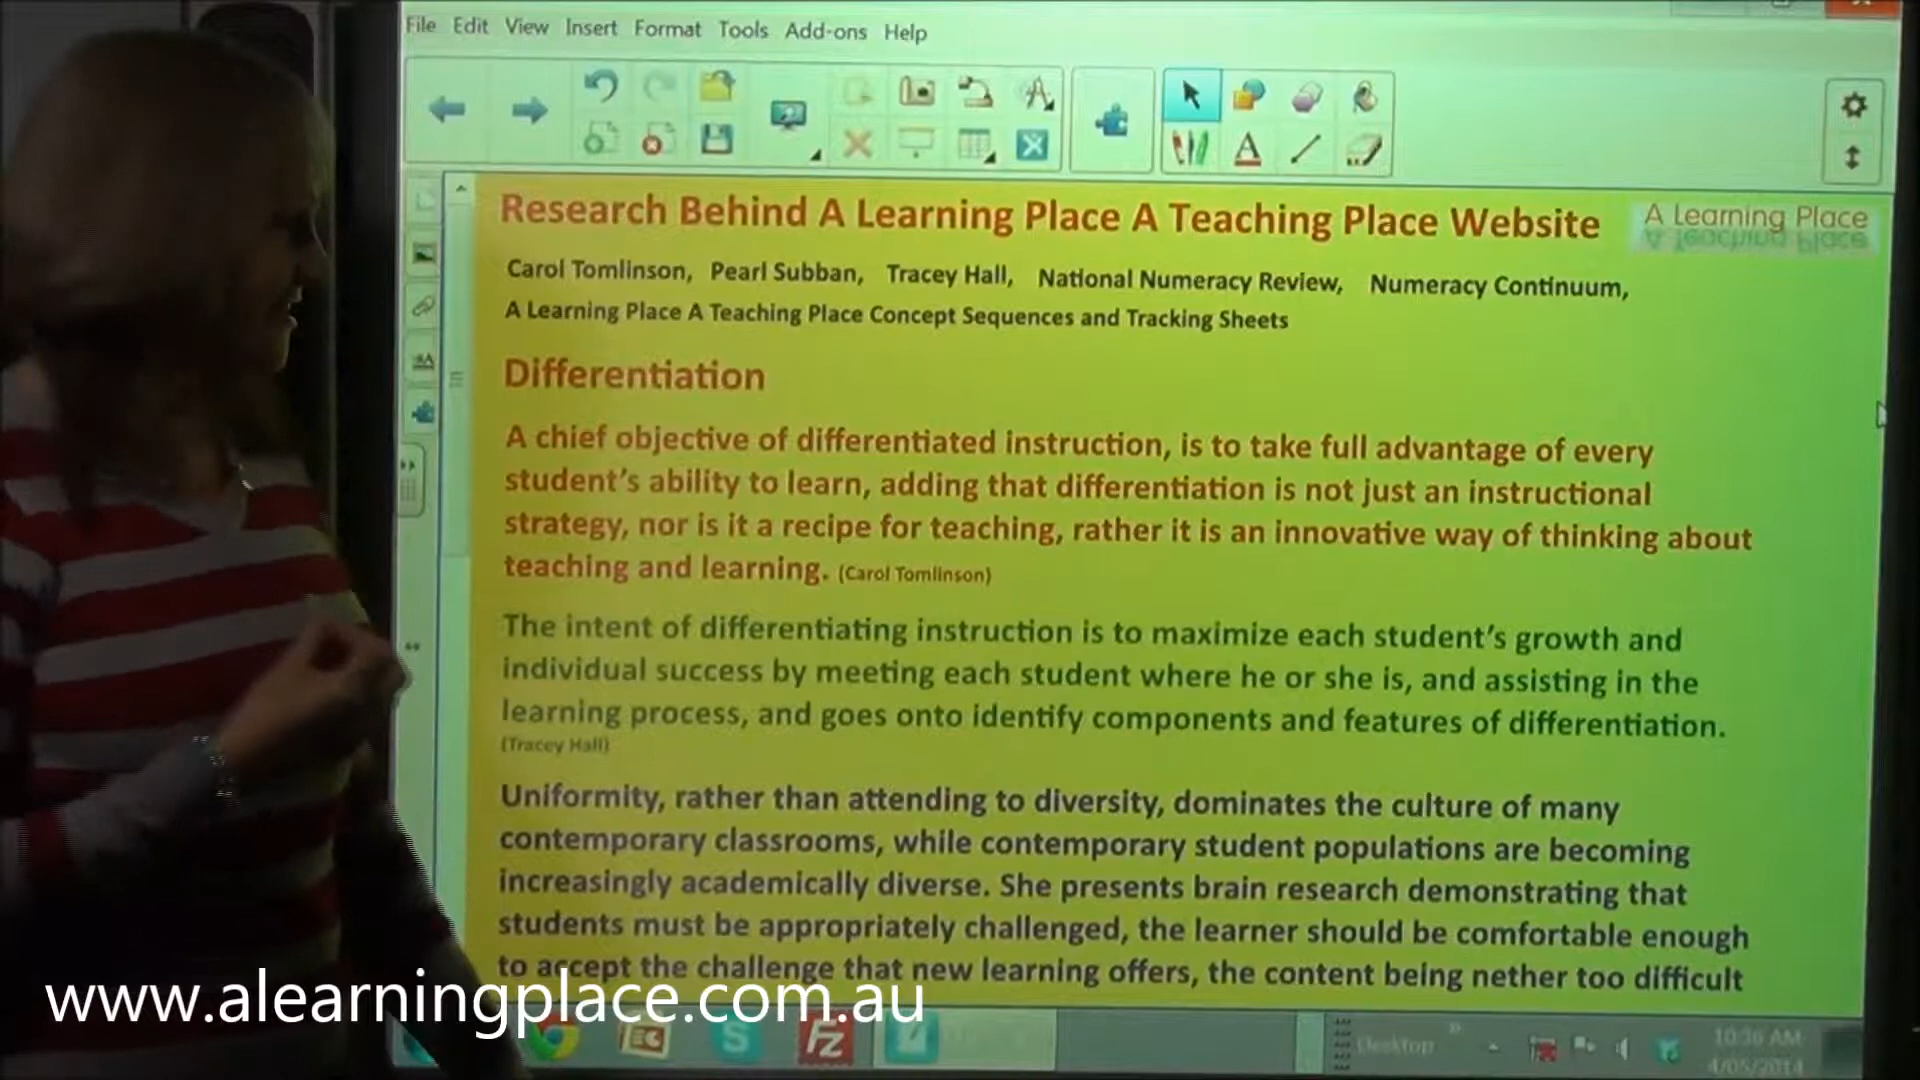 File Edit View Insert Format Tools Add-ons Help
Research Behind A Learning Place A Teaching Place Website
A Learning Place
A Teaching Place
Carol Tomlinson, Pearl Subban, Tracey Hall, National Numeracy Review, Numeracy Continuum,
A Learning Place A Teaching Place Concept Sequences and Tracking Sheets
Differentiation
A chief objective of differentiated instruction, is to take full advantage of every
student's ability to learn, adding that differentiation is not just an instructional
strategy, nor is it a recipe for teaching, rather it is an innovative way of thinking about
teaching and learning. (Carol Tomlinson)
The intent of differentiating instruction is to maximize each student's growth and
individual success by meeting each student where he or she is, and assisting in the
learning process, and goes onto identify components and features of differentiation.
(Tracey Hall)
Uniformity, rather than attending to diversity, dominates the culture of many
contemporary classrooms, while contemporary student populations are becoming
increasingly academically diverse. She presents brain research demonstrating that
students must be appropriately challenged, the learner should be comfortable enough
to accept the challenge that new learning offers, the content being nether too difficult
www.alearningplace.com.au
Desktop
10:36 AM
4/05/2014